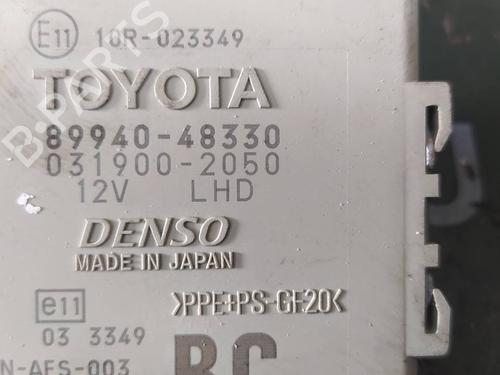 E11 10R-023349
TOYOTA
89940-48330
031900-2050
12V LHD
DENSO
MADE IN JAPAN
e11 >PPE+PS-GF20<
03 3349
N-AFS-003
B-PARTS